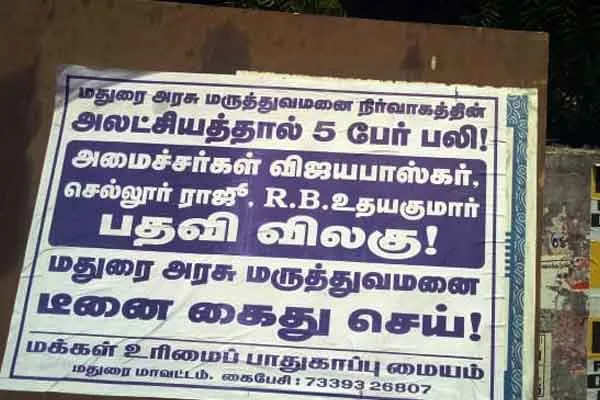 மதுரை அரசு மருத்துவமனை நிர்வாகத்தின்
அலட்சியத்தால் 5 பேர் பலி!
அமைச்சர்கள் விஜயபாஸ்கர்,
செல்லூர் ராஜூ, R.B.உதயகுமார்
பதவி விலகு!
மதுரை அரசு மருத்துவமனை
டீனை கைது செய்!
மக்கள் உரிமைப் பாதுகாப்பு மையம்
மதுரை மாவட்டம். கைபேசி : 73393 26807